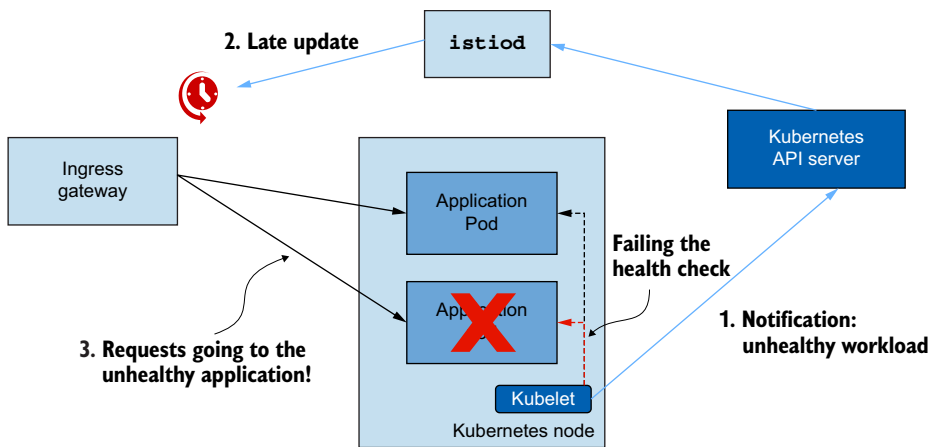 2. Late update
istiod
Kubernetes
API server
Ingress
gateway
Application
Pod
Failing the
health check
Application
1. Notification:
unhealthy workload
3. Requests going to the
unhealthy application!
Kubelet
Kubernetes node